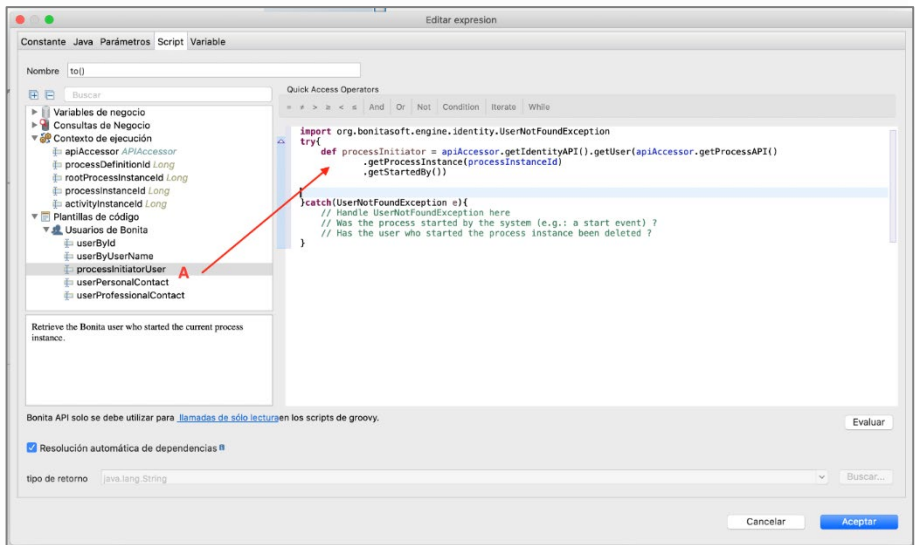 Editar expresion
Constante Java Parámetros Script Variable
Nombre to()
Buscar
Variables de negocio
Consultas de Negocio
Contexto de ejecución
apiAccessor APIAccessor
processDefinitionId Long
rootProcessInstanceId Long
processInstanceId Long
activityInstanceId Long
Plantillas de código
Usuarios de Bonita
userById
userByUserName
processInitiatorUser
userPersonalContact
userProfessionalContact
A
Retrieve the Bonita user who started the current process
instance.
Quick Access Operators
= ≠ > ≥ < ≤ And Or Not Condition Iterate While
import org.bonitasoft.engine.identity.UserNotFoundException
try{
def processInitiator = apiAccessor.getIdentityAPI().getUser(apiAccessor.getProcessAPI()
.getProcessInstance(processInstanceId)
.getStartedBy())
}catch(UserNotFoundException e){
// Handle UserNotFoundException here
// Was the process started by the system (e.g.: a start event) ?
// Has the user who started the process instance been deleted ?
}
Bonita API solo se debe utilizar para llamadas de sólo lecturaen los scripts de groovy.
Evaluar
Resolución automática de dependencias
tipo de retorno java.lang.String
Buscar...
Cancelar Aceptar